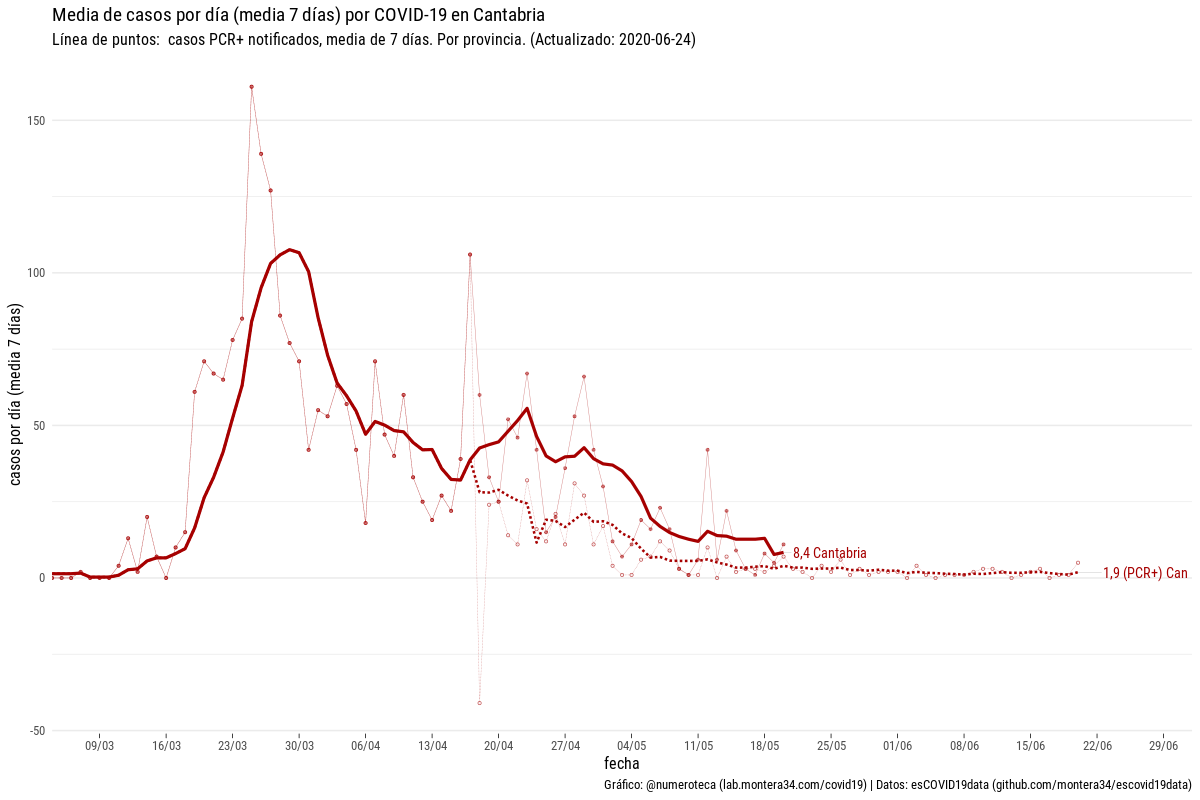 Media de casos por día (media 7 días) por COVID-19 en Cantabria
Línea de puntos:  casos PCR+ notificados, media de 7 días. Por provincia. (Actualizado: 2020-06-24)
casos por día (media 7 días)
150
100
50
0
-50
8,4 Cantabria
1,9 (PCR+) Can
09/03 16/03 23/03 30/03 06/04 13/04 20/04 27/04 04/05 11/05 18/05 25/05 01/06 08/06 15/06 22/06 29/06
fecha
Gráfico: @numeroteca (lab.montera34.com/covid19) | Datos: esCOVID19data (github.com/montera34/escovid19data)